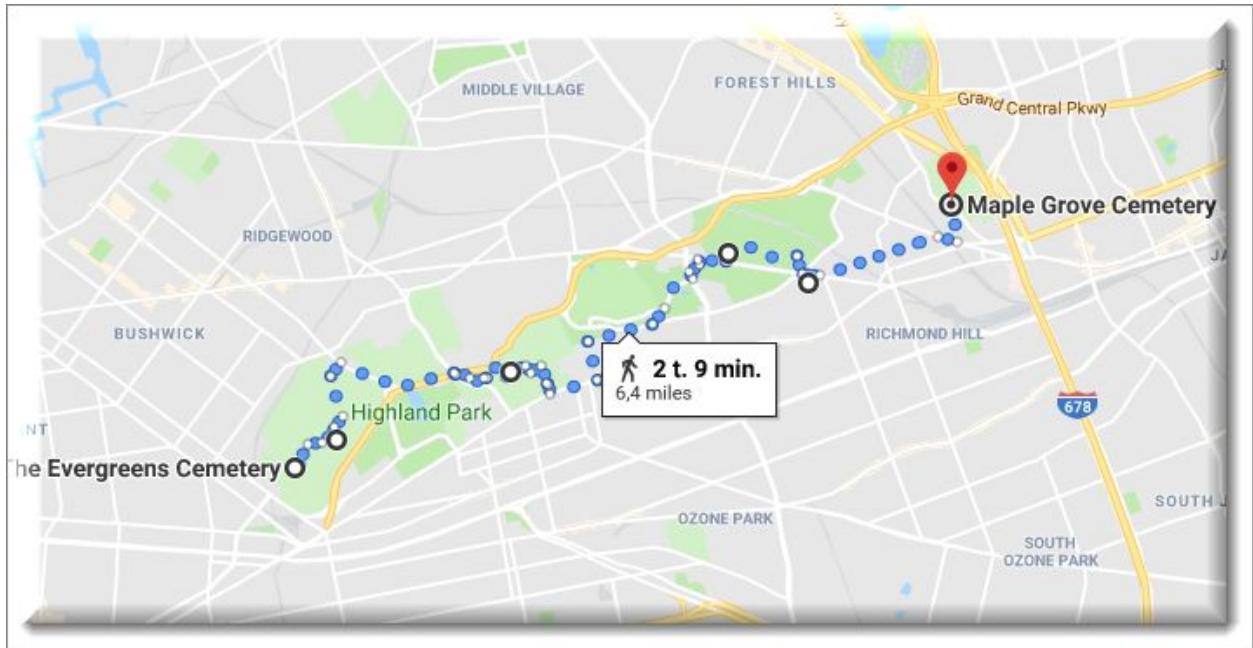 MIDDLE VILLAGE
FOREST HILLS
Grand Central Pkwy
Maple Grove Cemetery
RIDGEWOOD
BUSHWICK
RICHMOND HILL
2 t. 9 min.
6,4 miles
678
Highland Park
The Evergreens Cemetery
OZONE PARK
SOUTH J
SOUTH
OZONE PARK